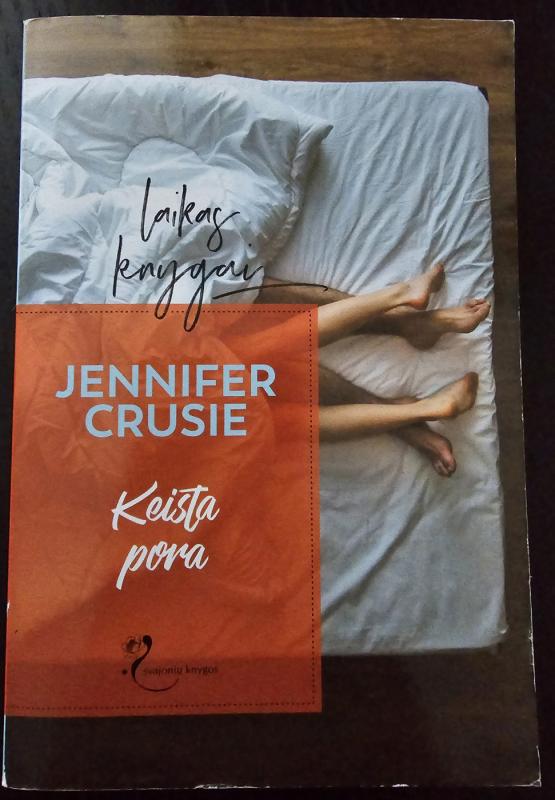 laikas
knygai
JENNIFER
CRUSIE
Keista
pora
svajonių knygos